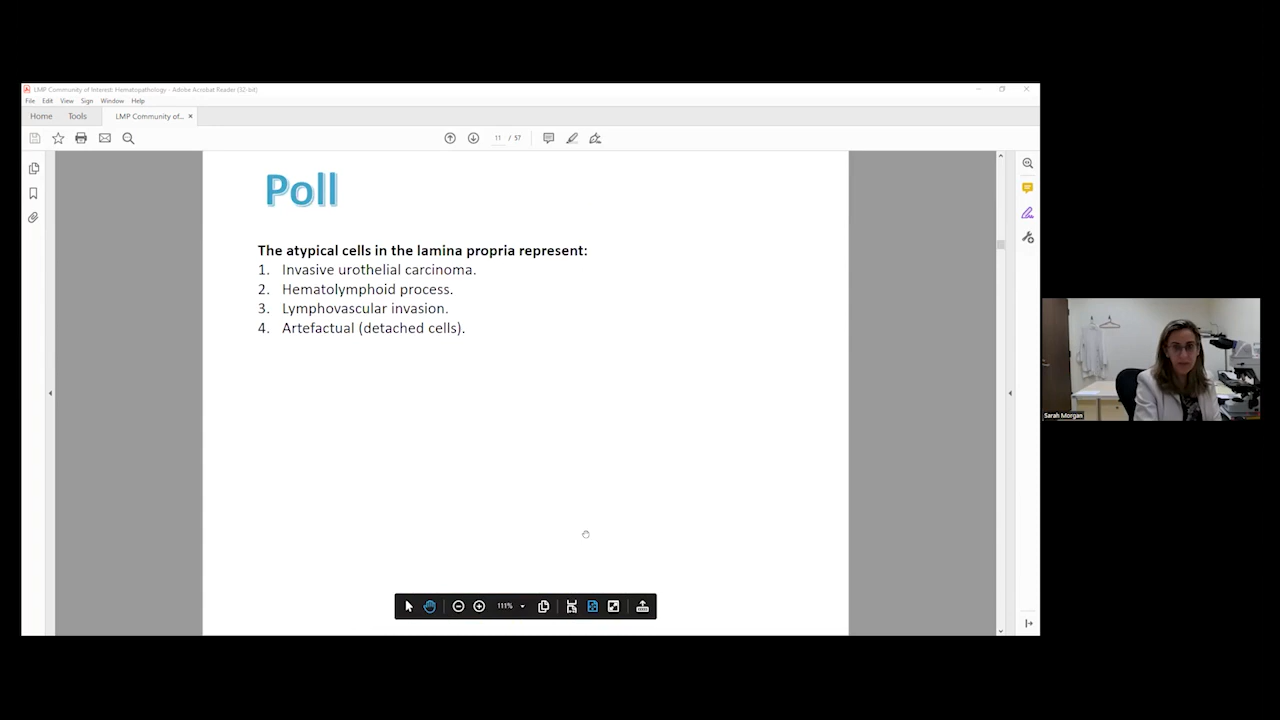 LMP Community of Interest: Hematopathology - Adobe Acrobat Reader (32-bit)
File Edit View Sign Window Help
Home Tools LMP Community of... ×
11 / 57
Poll
The atypical cells in the lamina propria represent:
1. Invasive urothelial carcinoma.
2. Hematolymphoid process.
3. Lymphovascular invasion.
4. Artefactual (detached cells).
Sarah Morgan
111%